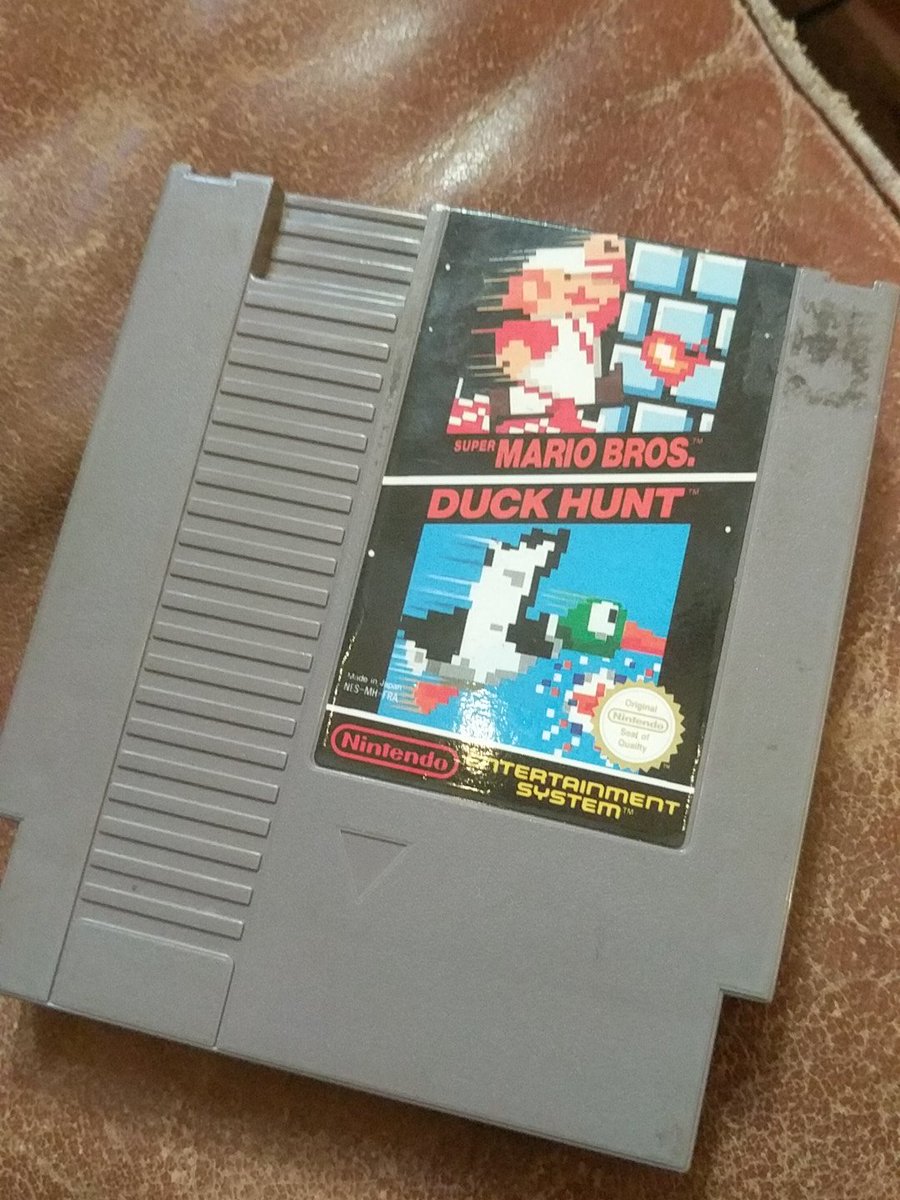 SUPER MARIO BROS.™
DUCK HUNT™
Made in Japan
NES-MH-FRA
Original
Nintendo
Seal of
Quality
Nintendo
ENTERTAINMENT
SYSTEM™